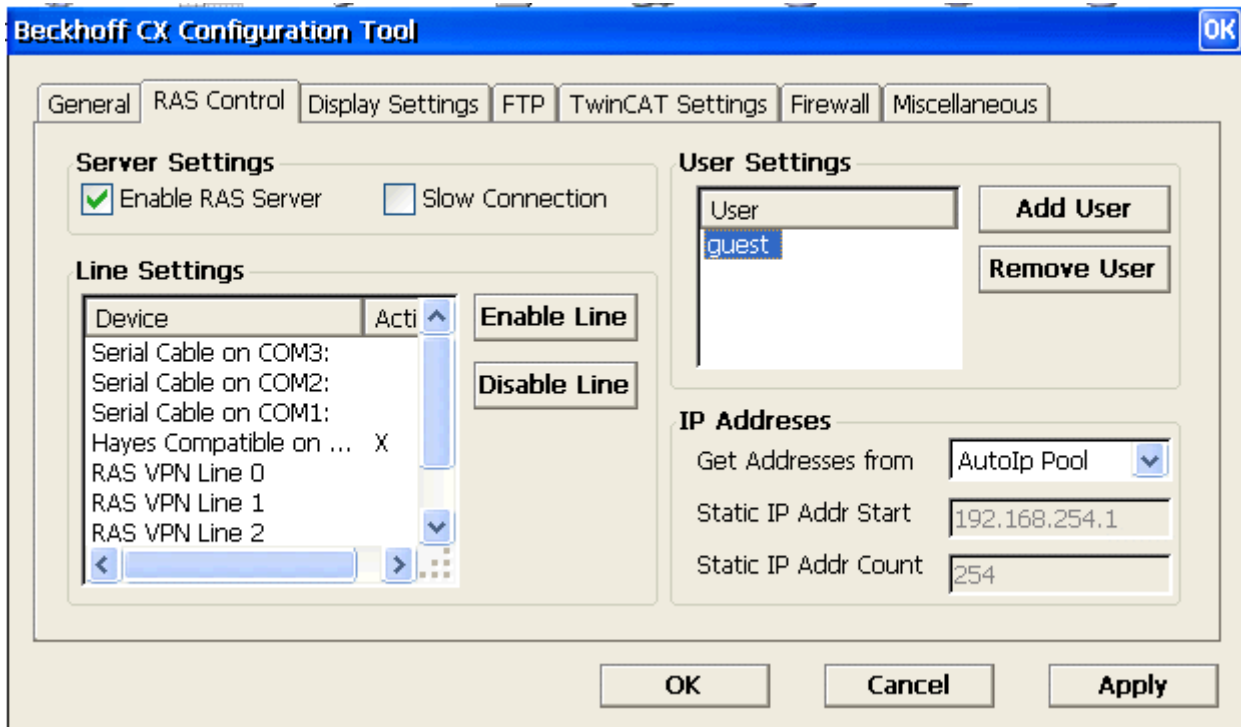 Beckhoff CX Configuration Tool OK
General RAS Control Display Settings FTP TwinCAT Settings Firewall Miscellaneous
Server Settings
Enable RAS Server Slow Connection
Line Settings
Device Acti
Serial Cable on COM3:
Serial Cable on COM2:
Serial Cable on COM1:
Hayes Compatible on ... X
RAS VPN Line 0
RAS VPN Line 1
RAS VPN Line 2
Enable Line
Disable Line
User Settings
User
guest
Add User
Remove User
IP Addreses
Get Addresses from AutoIp Pool
Static IP Addr Start 192.168.254.1
Static IP Addr Count 254
OK Cancel Apply